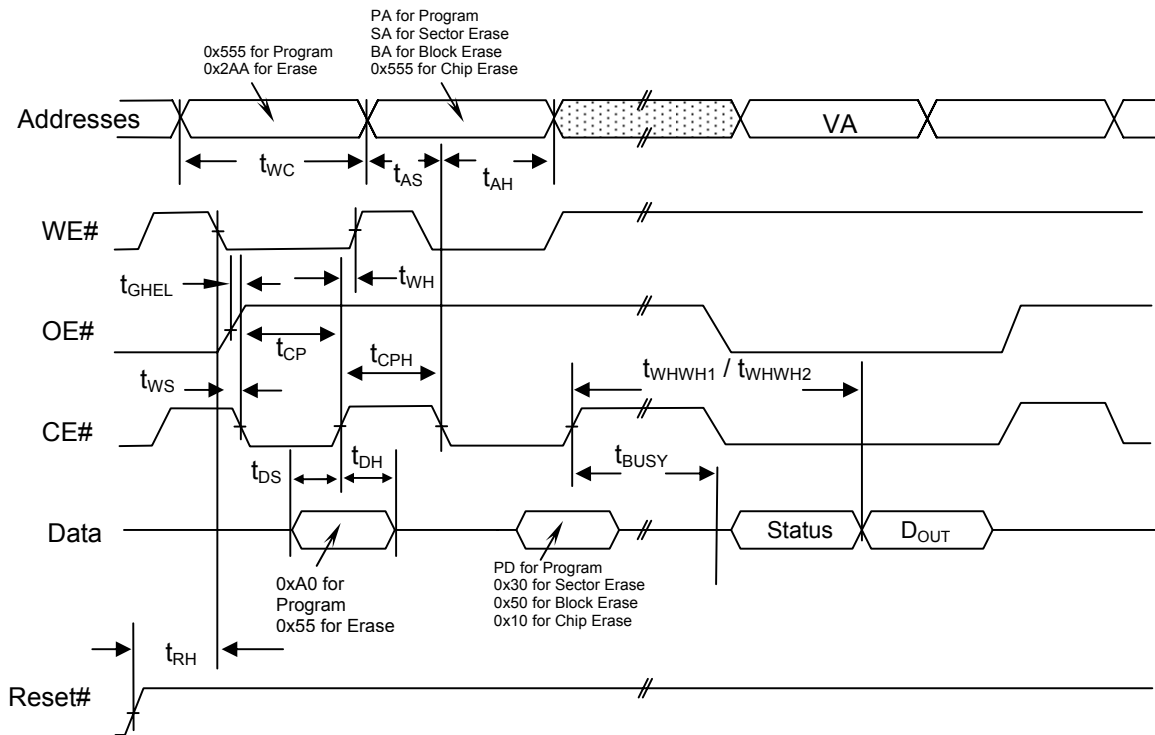 PA for Program
SA for Sector Erase
BA for Block Erase
0x555 for Chip Erase
0x555 for Program
0x2AA for Erase
Addresses
VA
tWC
tAS
tAH
WE#
tGHEL
tWH
OE#
tCP
tCPH
tWHWH1 / tWHWH2
tWS
CE#
tDS
tDH
tBUSY
Data
Status
DOUT
0xA0 for
Program
0x55 for Erase
PD for Program
0x30 for Sector Erase
0x50 for Block Erase
0x10 for Chip Erase
tRH
Reset#